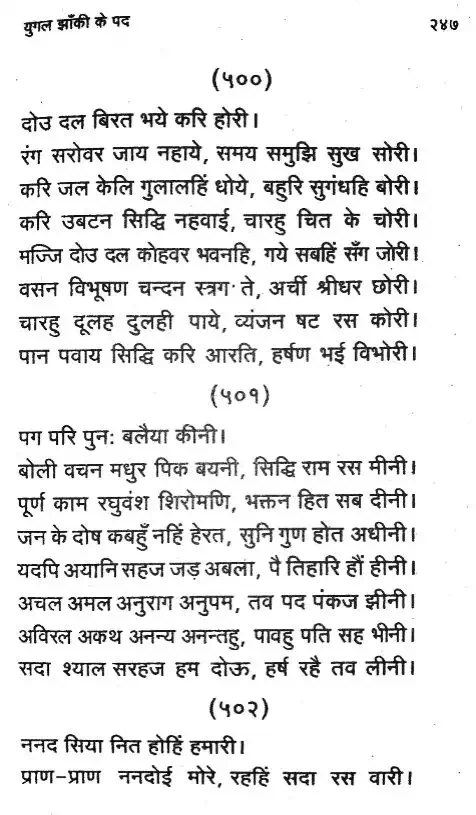 युगल झाँकी के पद २४७
(५००)
दोउ दल बिरत भये करि होरी।
रंग सरोवर जाय नहाये, समय समुझि सुख सोरी।
करि जल केलि गुलालहिं धोये, बहुरि सुगंधहि बोरी।
करि उबटन सिद्धि नहवाई, चारहु चित के चोरी।
मज्जि दोउ दल कोहवर भवनहि, गये सबहिं सँग जोरी।
वसन विभूषण चन्दन स्त्रग ते, अर्ची श्रीधर छोरी।
चारहु दूलह दुलही पाये, व्यंजन षट रस कोरी।
पान पवाय सिद्धि करि आरति, हर्षण भई विभोरी।
(५०१)
पग परि पुनः बलैया कीनी।
बोली वचन मधुर पिक बयनी, सिद्धि राम रस मीनी।
पूर्ण काम रघुवंश शिरोमणि, भक्तन हित सब दीनी।
जन के दोष कबहुँ नहिं हेरत, सुनि गुण होत अधीनी।
यदपि अयानि सहज जड़ अबला, पै तिहारि हौं हीनी।
अचल अमल अनुराग अनुपम, तव पद पंकज झीनी।
अविरल अकथ अनन्य अनन्तहु, पावहु पति सह भीनी।
सदा श्याल सरहज हम दोऊ, हर्ष रहै तव लीनी।
(५०२)
ननद सिया नित होहिं हमारी।
प्राण-प्राण ननदोई मोरे, रहहिं सदा रस वारी।